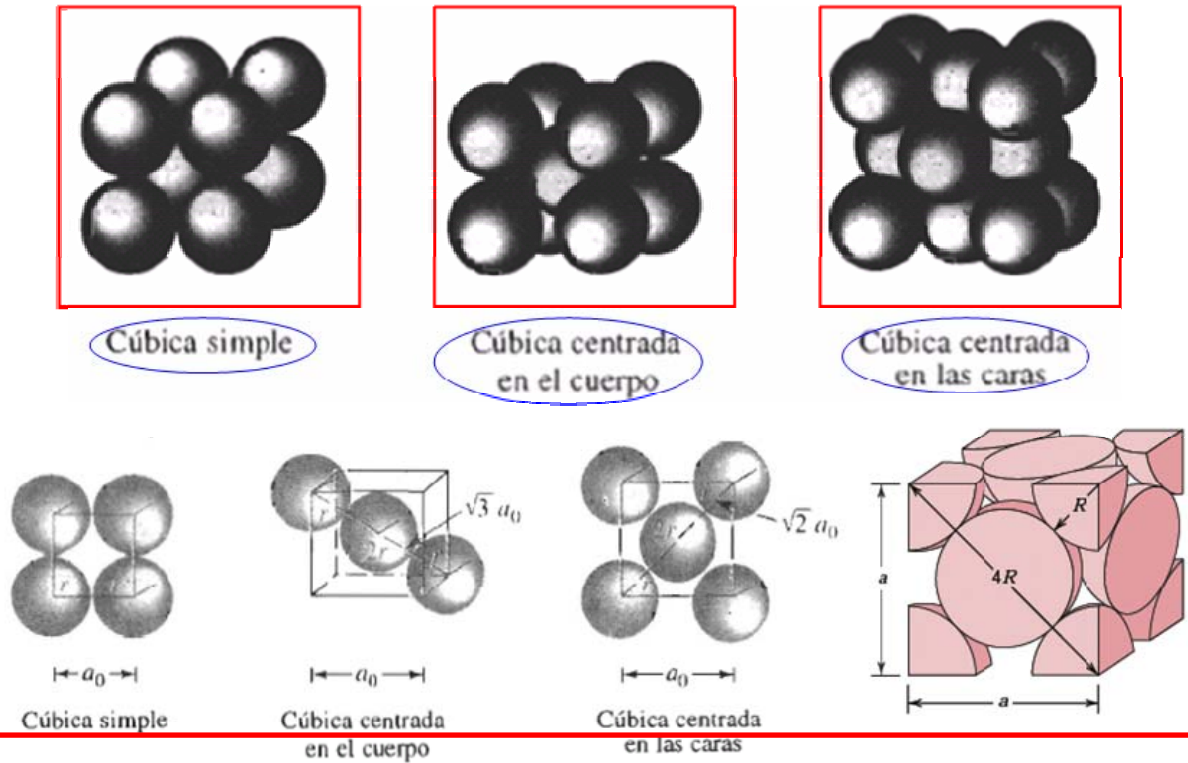 Cúbica simple
Cúbica centrada
en el cuerpo
Cúbica centrada
en las caras
r
a₀
Cúbica simple
r
2r
√3 a₀
a₀
Cúbica centrada
en el cuerpo
r
2r
√2 a₀
a₀
Cúbica centrada
en las caras
R
4R
a
a